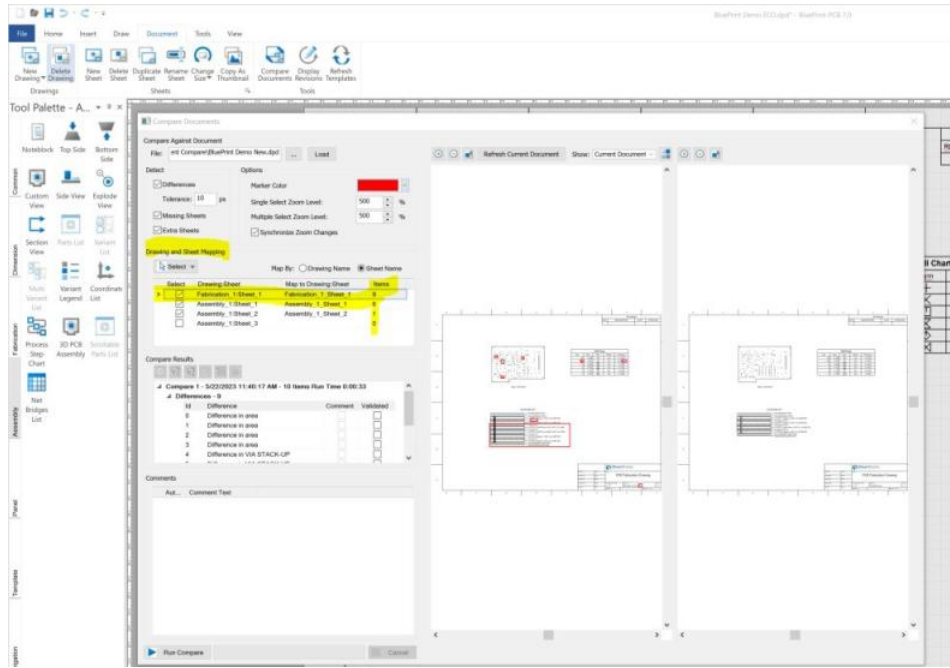 BluePrint Demo ECO.dpd* - BluePrint PCB 7.0
File Home Insert Draw Document Tools View
New Drawing
Delete Drawing
New Sheet
Delete Sheet
Duplicate Sheet
Rename Sheet
Change Size
Copy As Thumbnail
Compare Documents
Display Revisions
Refresh Templates
Drawings
Sheets
Tools
Tool Palette - A...
Common
Dimension
Fabrication
Assembly
Panel
Template
Noteblock Top Side Bottom Side
Custom View Side View Explode View
Section View Parts List Variant List
Multi Variant List Variant Legend Coordinate List
Process Step Chart 3D PCB Assembly Scrollable Parts List
Net Bridges List
Compare Documents
Compare Against Document
File: ent Compare\BluePrint Demo New.dpd ... Load
Detect
Differences
Tolerance: 10 px
Missing Sheets
Extra Sheets
Options
Marker Color
Single Select Zoom Level: 500 %
Multiple Select Zoom Level: 500 %
Synchronize Zoom Changes
Drawing and Sheet Mapping
Select Map By: Drawing Name Sheet Name
Select Drawing:Sheet Map to Drawing:Sheet Items
Fabrication_1:Sheet_1 Fabrication_1:Sheet_1 9
Assembly_1:Sheet_1 Assembly_1:Sheet_1
Assembly_1:Sheet_2 Assembly_1:Sheet_2 1
Assembly_1:Sheet_3 0
Compare Results
Compare 1 - 5/22/2023 11:40:17 AM - 10 Items Run Time 0:00:33
Differences - 9
Id Difference Comment Validated
0 Difference in area
1 Difference in area
2 Difference in area
3 Difference in area
4 Difference in VIA STACK-UP
Comments
Aut... Comment Text
Run Compare Cancel
Refresh Current Document Show: Current Document
ll Chart